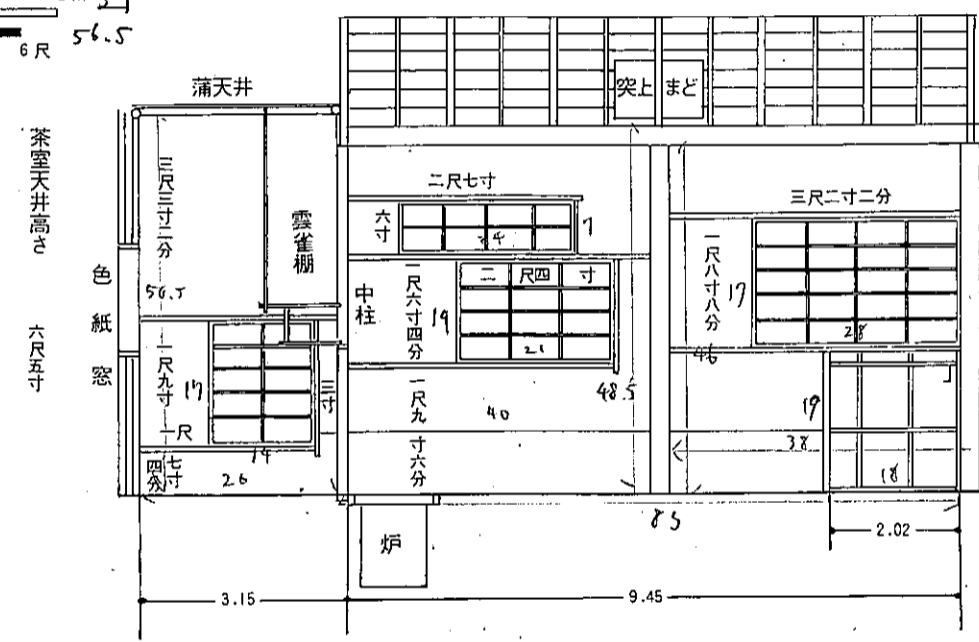 56.5
6尺
蒲天井
突上 まど
茶室天井高さ
六尺五寸
色紙窓
三尺三寸二分
雲雀棚
56.5
一尺九寸
17
一尺
三寸
14
七寸四分
26
二尺七寸
六寸
7
中柱
一尺六寸四分
19
二尺四寸
21
48.5
一尺九寸六分
40
三尺二寸二分
一尺八寸八分
17
28
46
19
38
18
85
炉
2.02
3.15
9.45